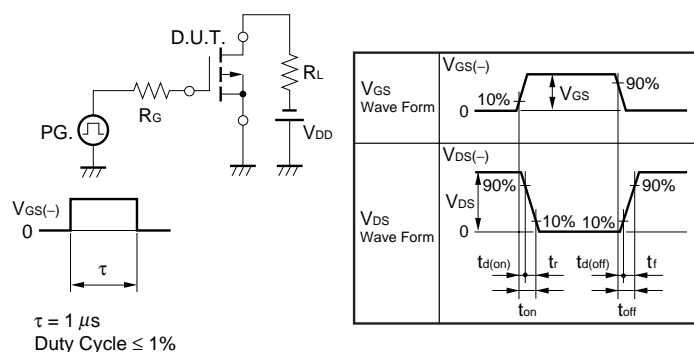 D.U.T.
RL
RG
PG.
VDD
VGS(−)
0
τ
τ = 1 μs
Duty Cycle ≤ 1%
VGS
Wave Form
VGS(−)
10%
0
VGS
90%
VDS
Wave Form
VDS(−)
90%
VDS
0
10%
10%
90%
td(on)
tr
td(off)
tf
ton
toff